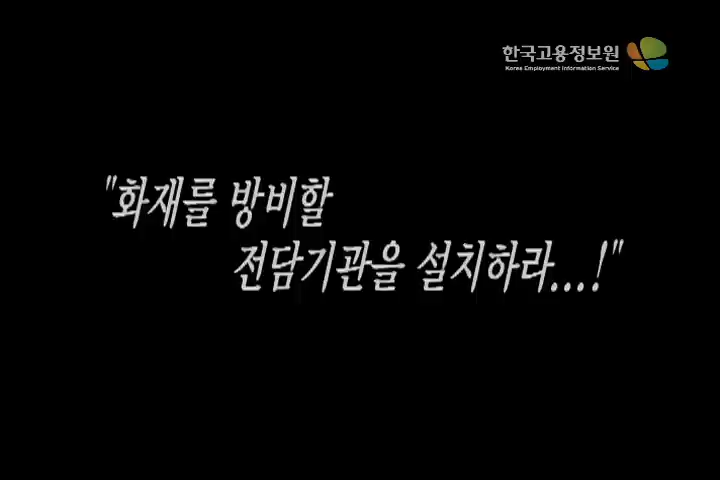 한국고용정보원
Korea Employment Information Service
"화재를 방비할
전담기관을 설치하라...!"